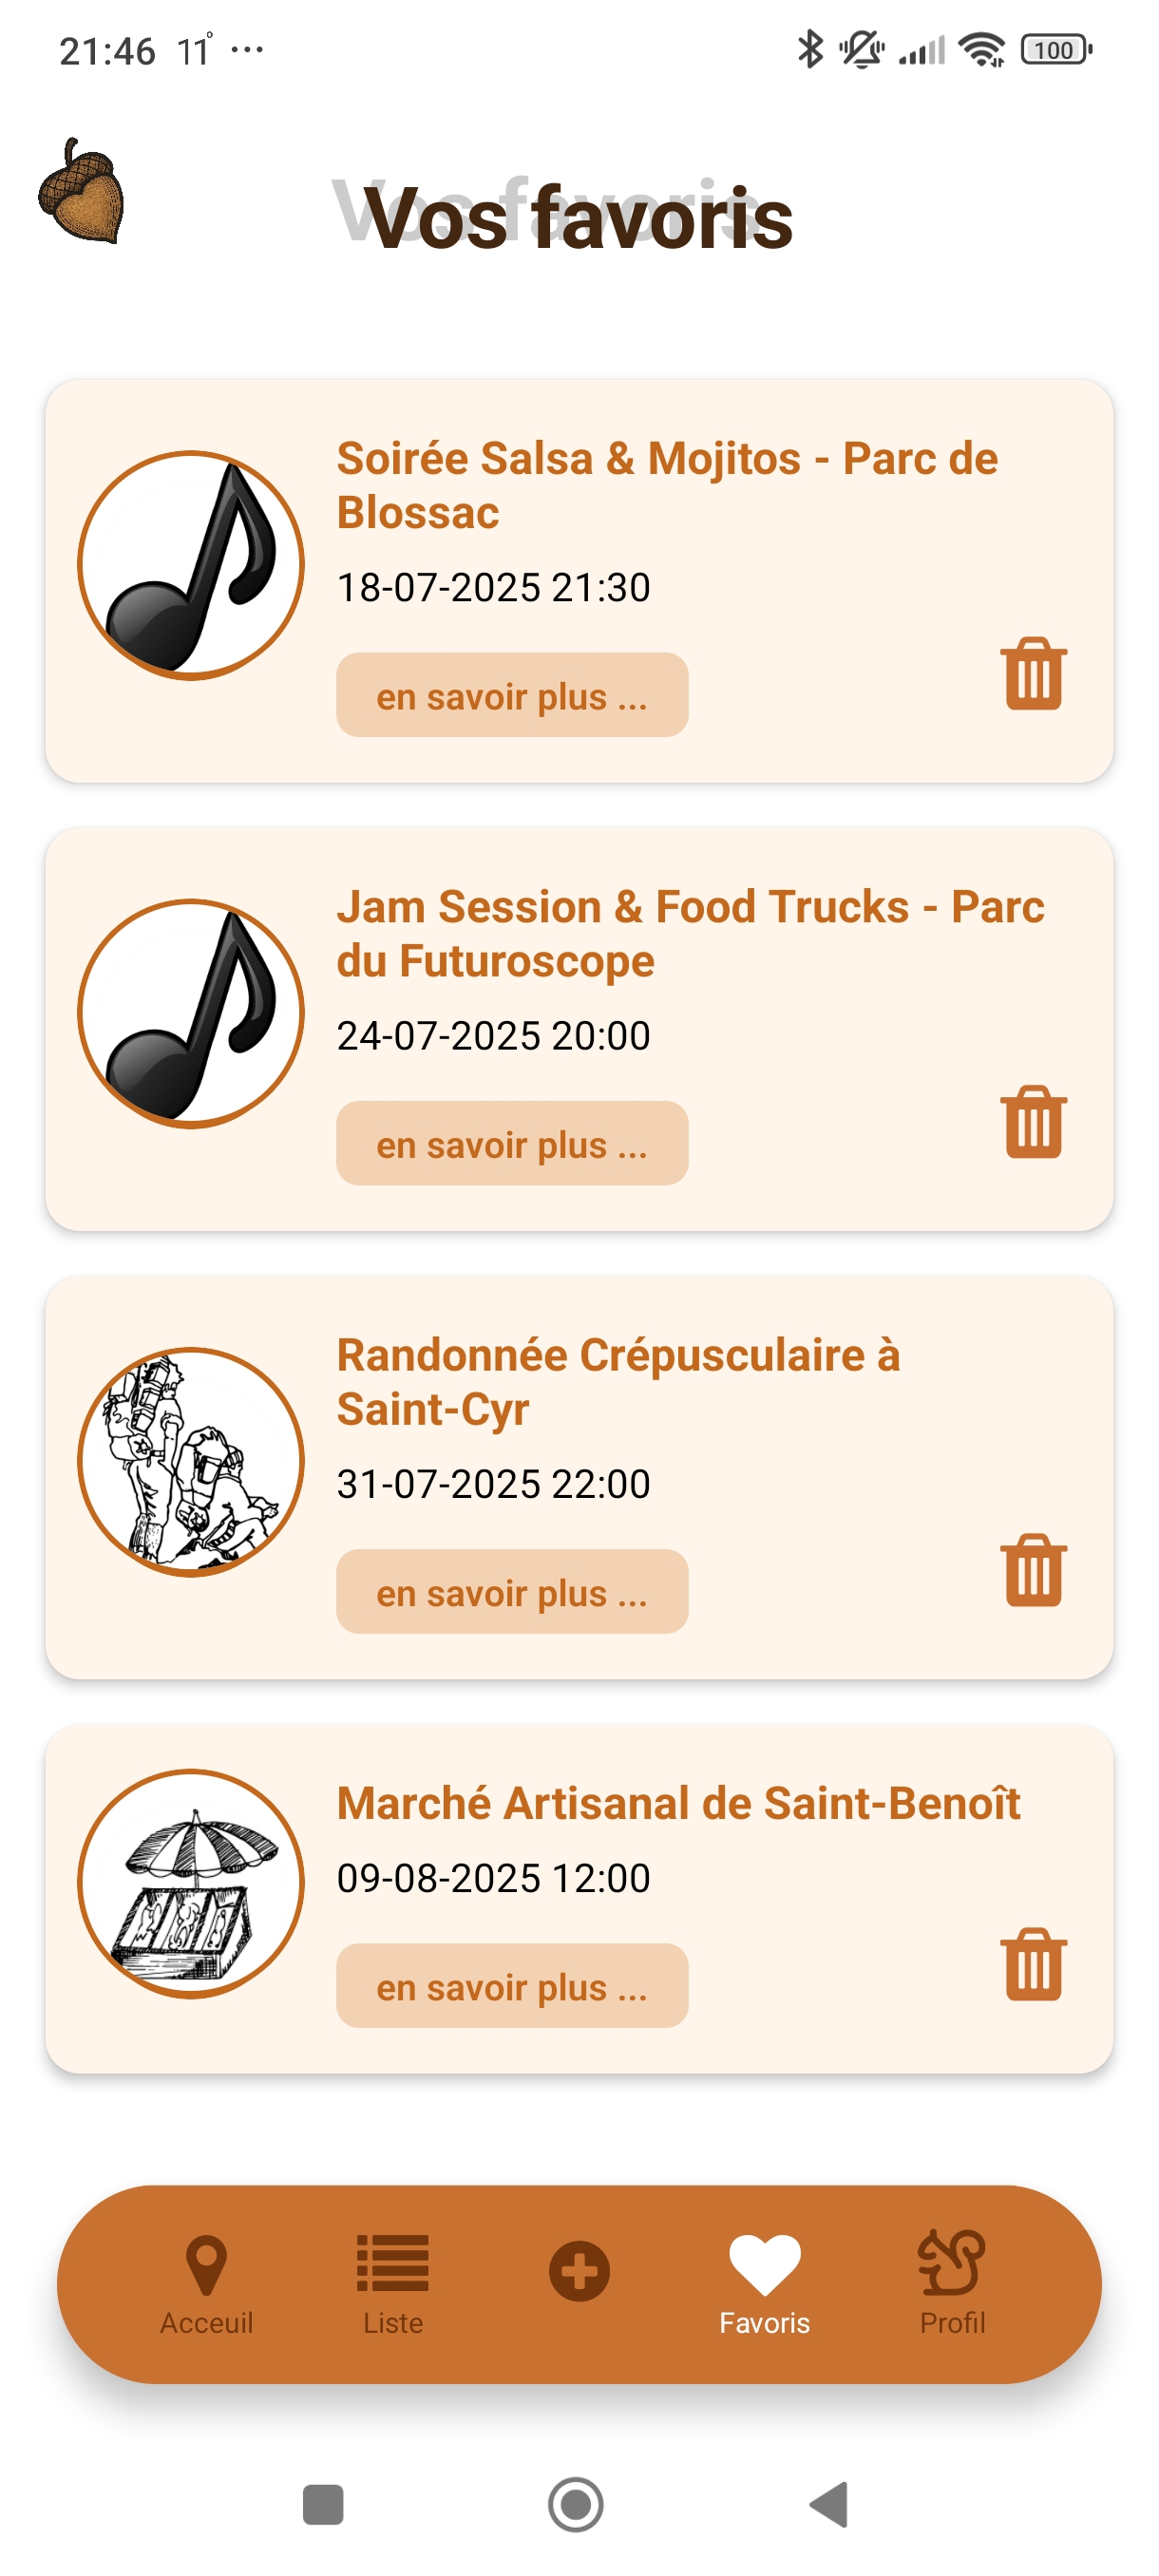 21:46 11° ...
100
Vos favoris
Soirée Salsa & Mojitos - Parc de
Blossac
18-07-2025 21:30
en savoir plus ...
Jam Session & Food Trucks - Parc
du Futuroscope
24-07-2025 20:00
en savoir plus ...
Randonnée Crépusculaire à
Saint-Cyr
31-07-2025 22:00
en savoir plus ...
Marché Artisanal de Saint-Benoît
09-08-2025 12:00
en savoir plus ...
Acceuil Liste Favoris Profil